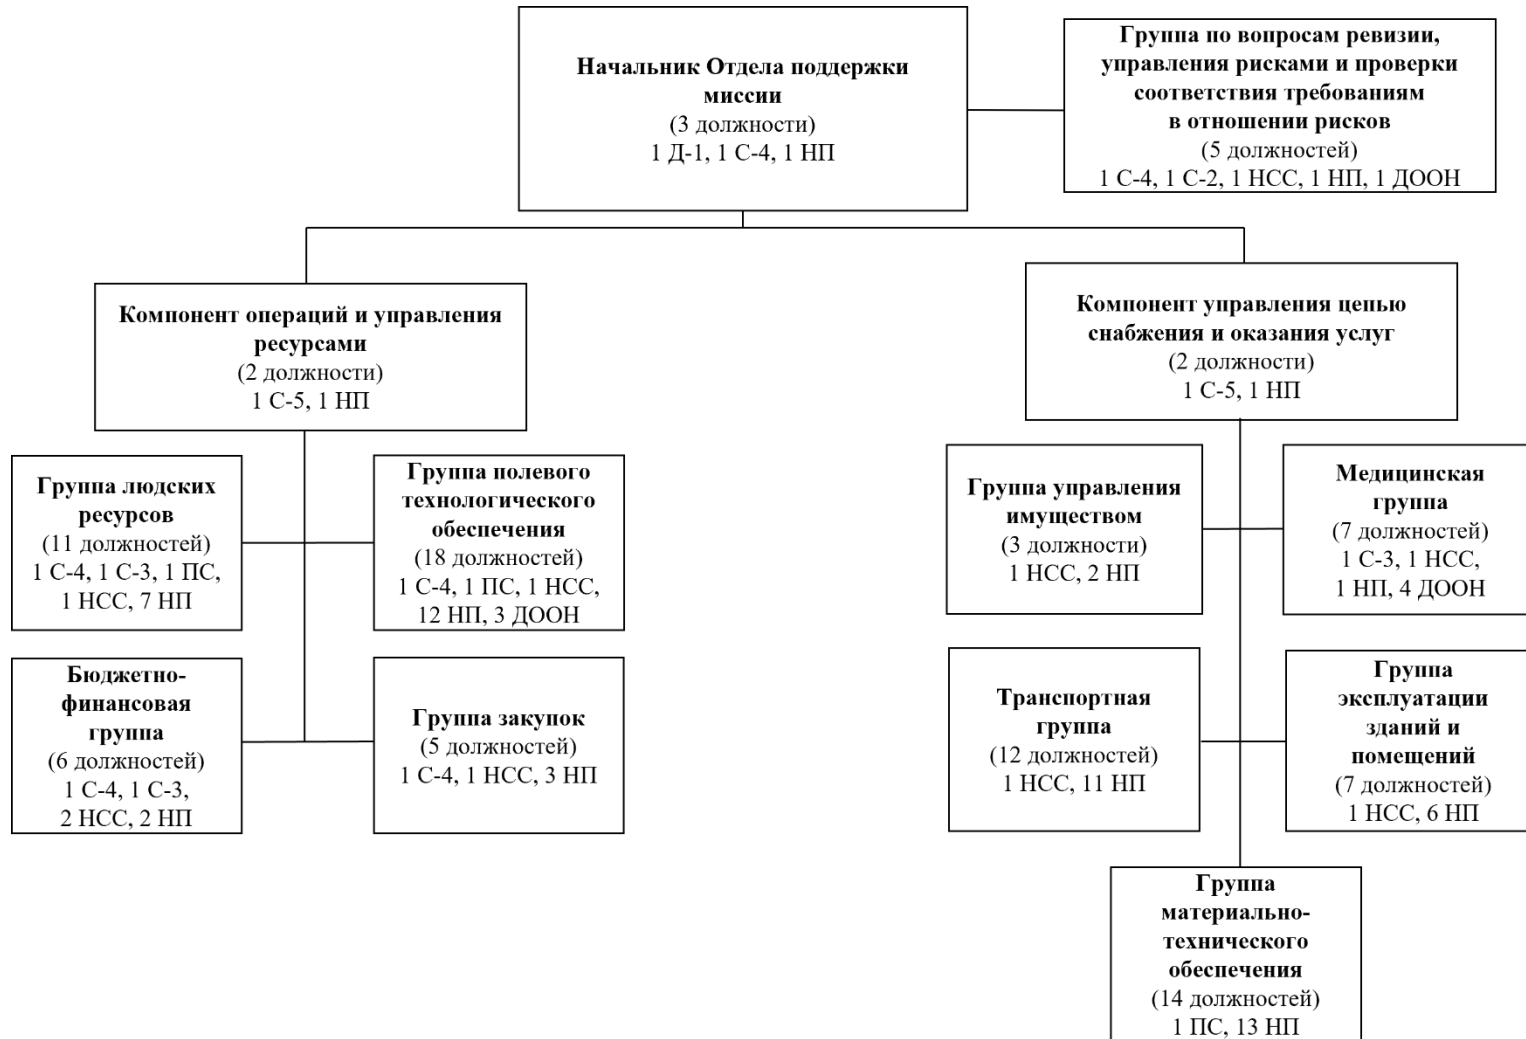 Начальник Отдела поддержки
миссии
(3 должности)
1 Д-1, 1 С-4, 1 НП
Группа по вопросам ревизии,
управления рисками и проверки
соответствия требованиям
в отношении рисков
(5 должностей)
1 С-4, 1 С-2, 1 НСС, 1 НП, 1 ДООН
Компонент операций и управления
ресурсами
(2 должности)
1 С-5, 1 НП
Компонент управления цепью
снабжения и оказания услуг
(2 должности)
1 С-5, 1 НП
Группа людских
ресурсов
(11 должностей)
1 С-4, 1 С-3, 1 ПС,
1 НСС, 7 НП
Группа полевого
технологического
обеспечения
(18 должностей)
1 С-4, 1 ПС, 1 НСС,
12 НП, 3 ДООН
Бюджетно-
финансовая
группа
(6 должностей)
1 С-4, 1 С-3,
2 НСС, 2 НП
Группа закупок
(5 должностей)
1 С-4, 1 НСС, 3 НП
Группа управления
имуществом
(3 должности)
1 НСС, 2 НП
Медицинская
группа
(7 должностей)
1 С-3, 1 НСС,
1 НП, 4 ДООН
Транспортная
группа
(12 должностей)
1 НСС, 11 НП
Группа
эксплуатации
зданий и
помещений
(7 должностей)
1 НСС, 6 НП
Группа
материально-
технического
обеспечения
(14 должностей)
1 ПС, 13 НП